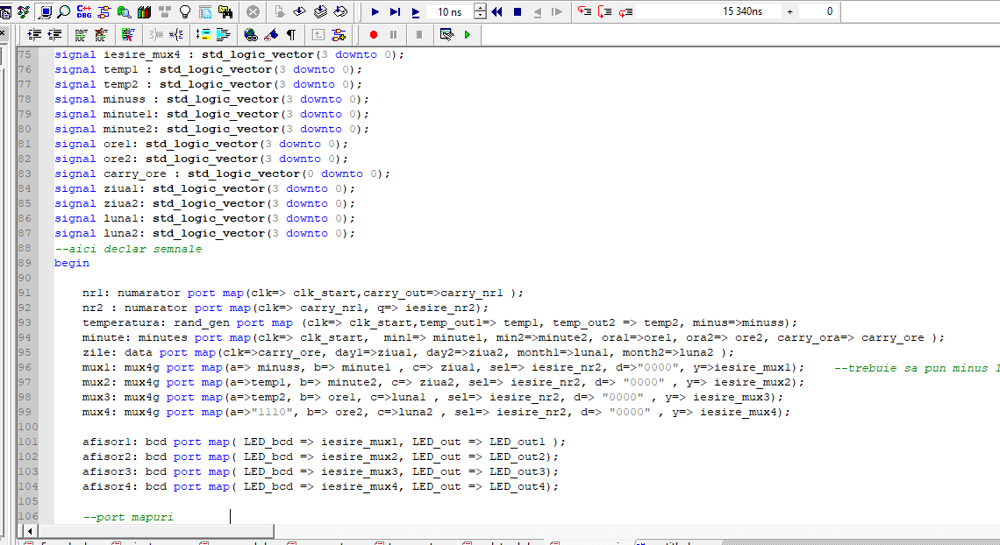 C++
DBG
10 ns
15 340ns + 0
75 signal iesire_mux4 : std_logic_vector(3 downto 0);
76 signal temp1 : std_logic_vector(3 downto 0);
77 signal temp2 : std_logic_vector(3 downto 0);
78 signal minuss : std_logic_vector(3 downto 0);
79 signal minute1: std_logic_vector(3 downto 0);
80 signal minute2: std_logic_vector(3 downto 0);
81 signal ore1: std_logic_vector(3 downto 0);
82 signal ore2: std_logic_vector(3 downto 0);
83 signal carry_ore : std_logic_vector(0 downto 0);
84 signal ziua1: std_logic_vector(3 downto 0);
85 signal ziua2: std_logic_vector(3 downto 0);
86 signal luna1: std_logic_vector(3 downto 0);
87 signal luna2: std_logic_vector(3 downto 0);
88 --aici declar semnale
89 begin
90
91 nr1: numarator port map(clk=> clk_start,carry_out=>carry_nr1 );
92 nr2 : numarator port map(clk=> carry_nr1, q=> iesire_nr2);
93 temperatura: rand_gen port map (clk=> clk_start,temp_out1=> temp1, temp_out2 => temp2, minus=>minuss);
94 minute: minutes port map(clk=> clk_start, min1=> minute1, min2=>minute2, ora1=>ore1, ora2=> ore2, carry_ora=> carry_ore );
95 zile: data port map(clk=>carry_ore, day1=>ziua1, day2=>ziua2, month1=>luna1, month2=>luna2 );
96 mux1: mux4g port map(a=> minuss, b=> minute1 , c=> ziua1, sel=> iesire_nr2, d=>"0000", y=>iesire_mux1); --trebuie sa pun minus
97 mux2: mux4g port map(a=>temp1, b=> minute2, c=> ziua2, sel=> iesire_nr2, d=> "0000" , y=> iesire_mux2);
98 mux3: mux4g port map(a=>temp2, b=> ore1, c=>luna1 , sel=> iesire_nr2, d=> "0000" , y=> iesire_mux3);
99 mux4: mux4g port map(a=>"1110", b=> ore2, c=>luna2 , sel=> iesire_nr2, d=> "0000" , y=> iesire_mux4);
100
101 afisor1: bcd port map( LED_bcd => iesire_mux1, LED_out => LED_out1 );
102 afisor2: bcd port map( LED_bcd => iesire_mux2, LED_out => LED_out2);
103 afisor3: bcd port map( LED_bcd => iesire_mux3, LED_out => LED_out3);
104 afisor4: bcd port map( LED_bcd => iesire_mux4, LED_out => LED_out4);
105
106 --port mapuri